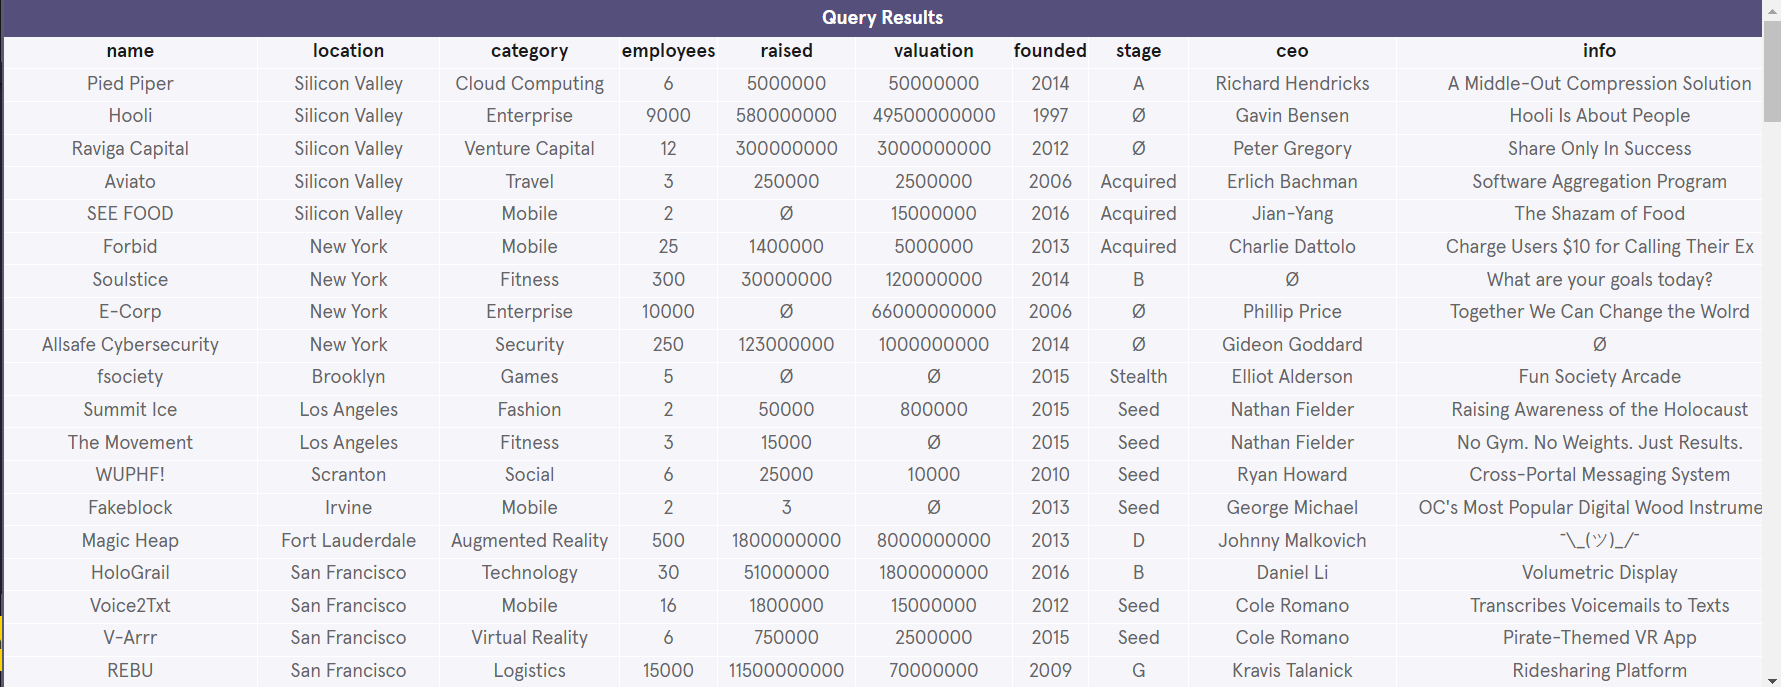 Query Results
name location category employees raised valuation founded stage ceo info
Pied Piper Silicon Valley Cloud Computing 6 5000000 50000000 2014 A Richard Hendricks A Middle-Out Compression Solution
Hooli Silicon Valley Enterprise 9000 580000000 49500000000 1997 Ø Gavin Bensen Hooli Is About People
Raviga Capital Silicon Valley Venture Capital 12 300000000 3000000000 2012 Ø Peter Gregory Share Only In Success
Aviato Silicon Valley Travel 3 250000 2500000 2006 Acquired Erlich Bachman Software Aggregation Program
SEE FOOD Silicon Valley Mobile 2 Ø 15000000 2016 Acquired Jian-Yang The Shazam of Food
Forbid New York Mobile 25 1400000 5000000 2013 Acquired Charlie Dattolo Charge Users $10 for Calling Their Ex
Soulstice New York Fitness 300 30000000 120000000 2014 B Ø What are your goals today?
E-Corp New York Enterprise 10000 Ø 66000000000 2006 Ø Phillip Price Together We Can Change the Wolrd
Allsafe Cybersecurity New York Security 250 123000000 1000000000 2014 Ø Gideon Goddard Ø
fsociety Brooklyn Games 5 Ø Ø 2015 Stealth Elliot Alderson Fun Society Arcade
Summit Ice Los Angeles Fashion 2 50000 800000 2015 Seed Nathan Fielder Raising Awareness of the Holocaust
The Movement Los Angeles Fitness 3 15000 Ø 2015 Seed Nathan Fielder No Gym. No Weights. Just Results.
WUPHF! Scranton Social 6 25000 10000 2010 Seed Ryan Howard Cross-Portal Messaging System
Fakeblock Irvine Mobile 2 3 Ø 2013 Seed George Michael OC's Most Popular Digital Wood Instrume
Magic Heap Fort Lauderdale Augmented Reality 500 1800000000 8000000000 2013 D Johnny Malkovich ¯\_(ツ)_/¯
HoloGrail San Francisco Technology 30 51000000 1800000000 2016 B Daniel Li Volumetric Display
Voice2Txt San Francisco Mobile 16 1800000 15000000 2012 Seed Cole Romano Transcribes Voicemails to Texts
V-Arrr San Francisco Virtual Reality 6 750000 2500000 2015 Seed Cole Romano Pirate-Themed VR App
REBU San Francisco Logistics 15000 11500000000 70000000 2009 G Kravis Talanick Ridesharing Platform